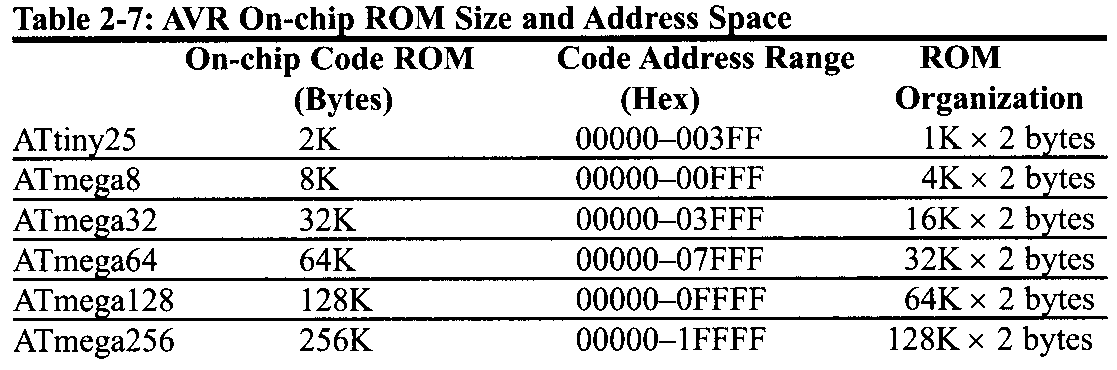 Table 2-7: AVR On-chip ROM Size and Address Space
On-chip Code ROM Code Address Range ROM
(Bytes) (Hex) Organization
ATtiny25 2K 00000–003FF 1K × 2 bytes
ATmega8 8K 00000–00FFF 4K × 2 bytes
ATmega32 32K 00000–03FFF 16K × 2 bytes
ATmega64 64K 00000–07FFF 32K × 2 bytes
ATmega128 128K 00000–0FFFF 64K × 2 bytes
ATmega256 256K 00000–1FFFF 128K × 2 bytes